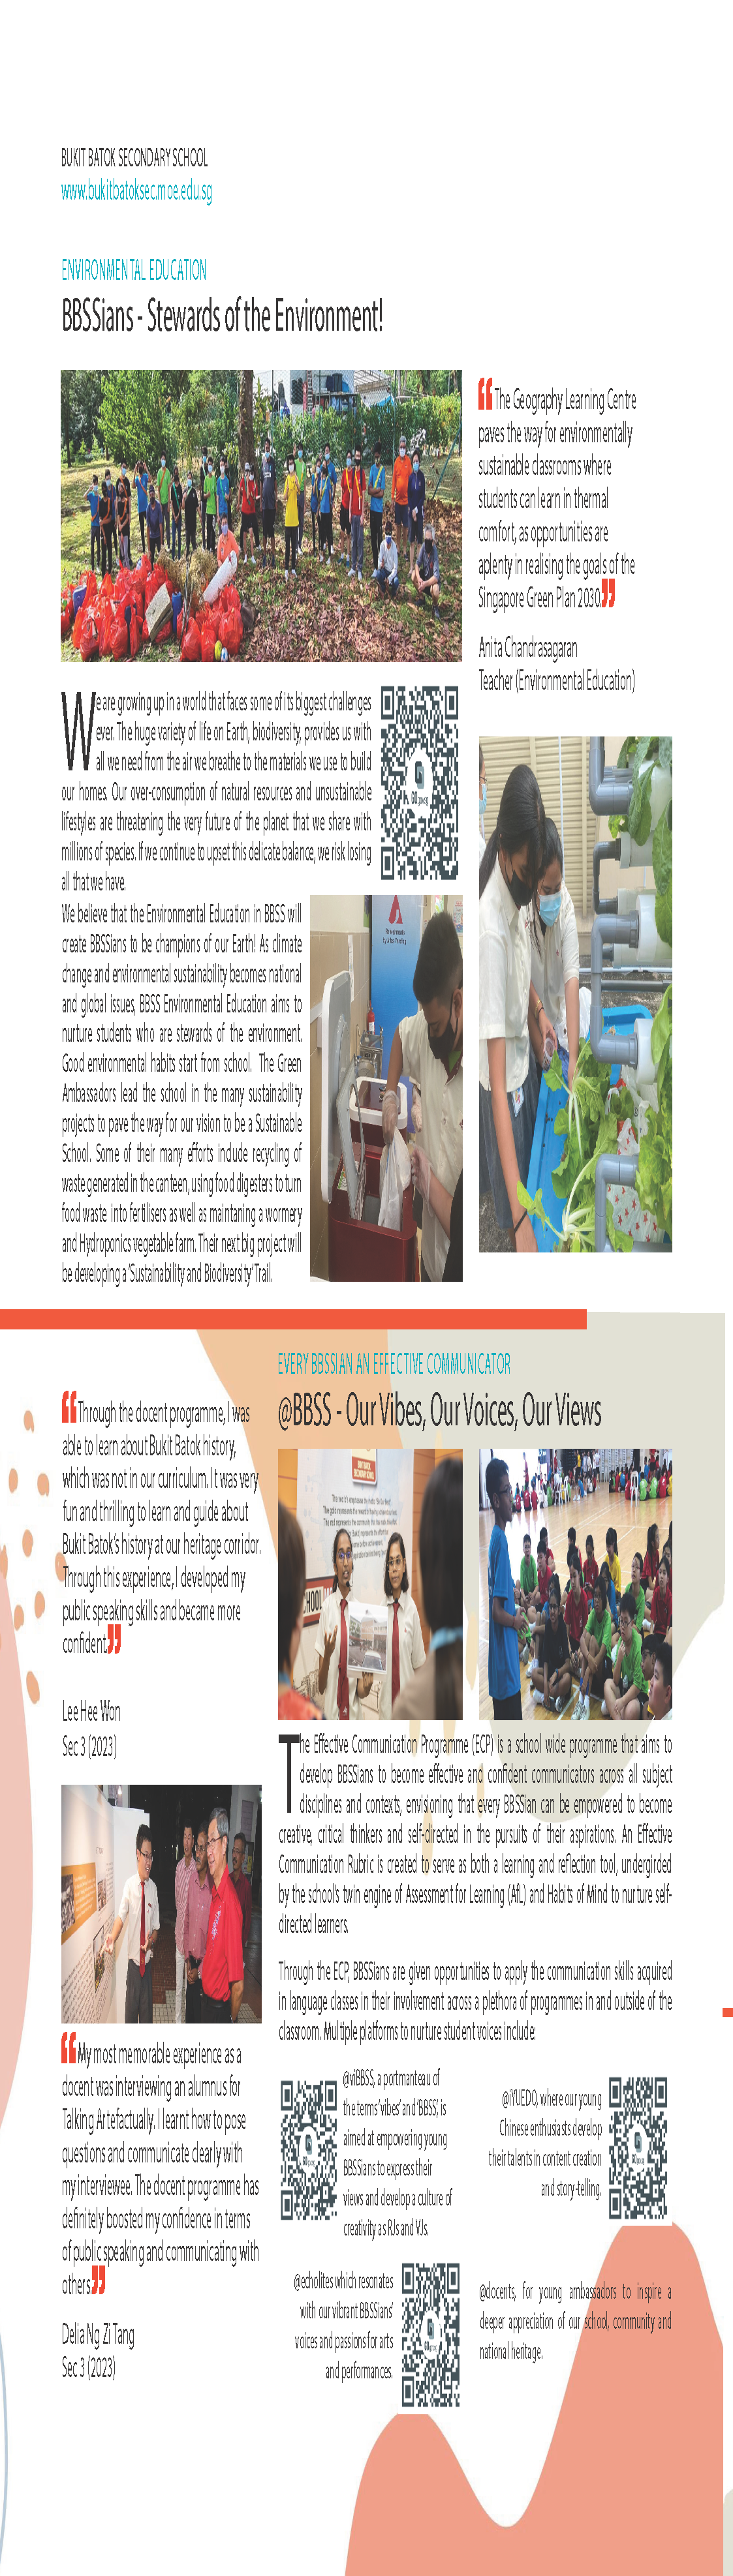 BUKIT BATOK SECONDARY SCHOOL
www.bukitbatoksec.moe.edu.sg
ENVIRONMENTAL EDUCATION
BBSSians - Stewards of the Environment!
“The Geography Learning Centre
paves the way for environmentally
sustainable classrooms where
students can learn in thermal
comfort, as opportunities are
aplenty in realising the goals of the
Singapore Green Plan 2030.”
Anita Chandrasagaran
Teacher (Environmental Education)
We are growing up in a world that faces some of its biggest challenges
ever. The huge variety of life on Earth, biodiversity, provides us with
all we need from the air we breathe to the materials we use to build
our homes. Our over-consumption of natural resources and unsustainable
lifestyles are threatening the very future of the planet that we share with
millions of species. If we continue to upset this delicate balance, we risk losing
all that we have.
We believe that the Environmental Education in BBSS will
create BBSSians to be champions of our Earth! As climate
change and environmental sustainability becomes national
and global issues, BBSS Environmental Education aims to
nurture students who are stewards of the environment.
Good environmental habits start from school. The Green
Ambassadors lead the school in the many sustainability
projects to pave the way for our vision to be a Sustainable
School. Some of their many efforts include recycling of
waste generated in the canteen, using food digesters to turn
food waste into fertilisers as well as maintaning a wormery
and Hydroponics vegetable farm. Their next big project will
be developing a ‘Sustainability and Biodiversity’ Trail.
EVERY BBSSIAN AN EFFECTIVE COMMUNICATOR
@BBSS - Our Vibes, Our Voices, Our Views
“Through the docent programme, I was
able to learn about Bukit Batok history,
which was not in our curriculum. It was very
fun and thrilling to learn and guide about
Bukit Batok’s history at our heritage corridor.
Through this experience, I developed my
public speaking skills and became more
confident.”
Lee Hee Won
Sec 3 (2023)
“My most memorable experience as a
docent was interviewing an alumnus for
Talking Artefactually. I learnt how to pose
questions and communicate clearly with
my interviewee. The docent programme has
definitely boosted my confidence in terms
of public speaking and communicating with
others.”
Delia Ng Zi Tang
Sec 3 (2023)
The Effective Communication Programme (ECP) is a school wide programme that aims to
develop BBSSians to become effective and confident communicators across all subject
disciplines and contexts, envisioning that every BBSSian can be empowered to become
creative, critical thinkers and self-directed in the pursuits of their aspirations. An Effective
Communication Rubric is created to serve as both a learning and reflection tool, undergirded
by the school’s twin engine of Assessment for Learning (AfL) and Habits of Mind to nurture self-
directed learners.
Through the ECP, BBSSians are given opportunities to apply the communication skills acquired
in language classes in their involvement across a plethora of programmes in and outside of the
classroom. Multiple platforms to nurture student voices include:
@viBBSS, a portmanteau of
the terms ‘vibes’ and ‘BBSS’, is
aimed at empowering young
BBSSians to express their
views and develop a culture of
creativity as RJs and VJs.
@iYUEDO, where our young
Chinese enthusiasts develop
their talents in content creation
and story-telling.
@echolites which resonates
with our vibrant BBSSians’
voices and passions for arts
and performances.
@docents, for young ambassadors to inspire a
deeper appreciation of our school, community and
national heritage.